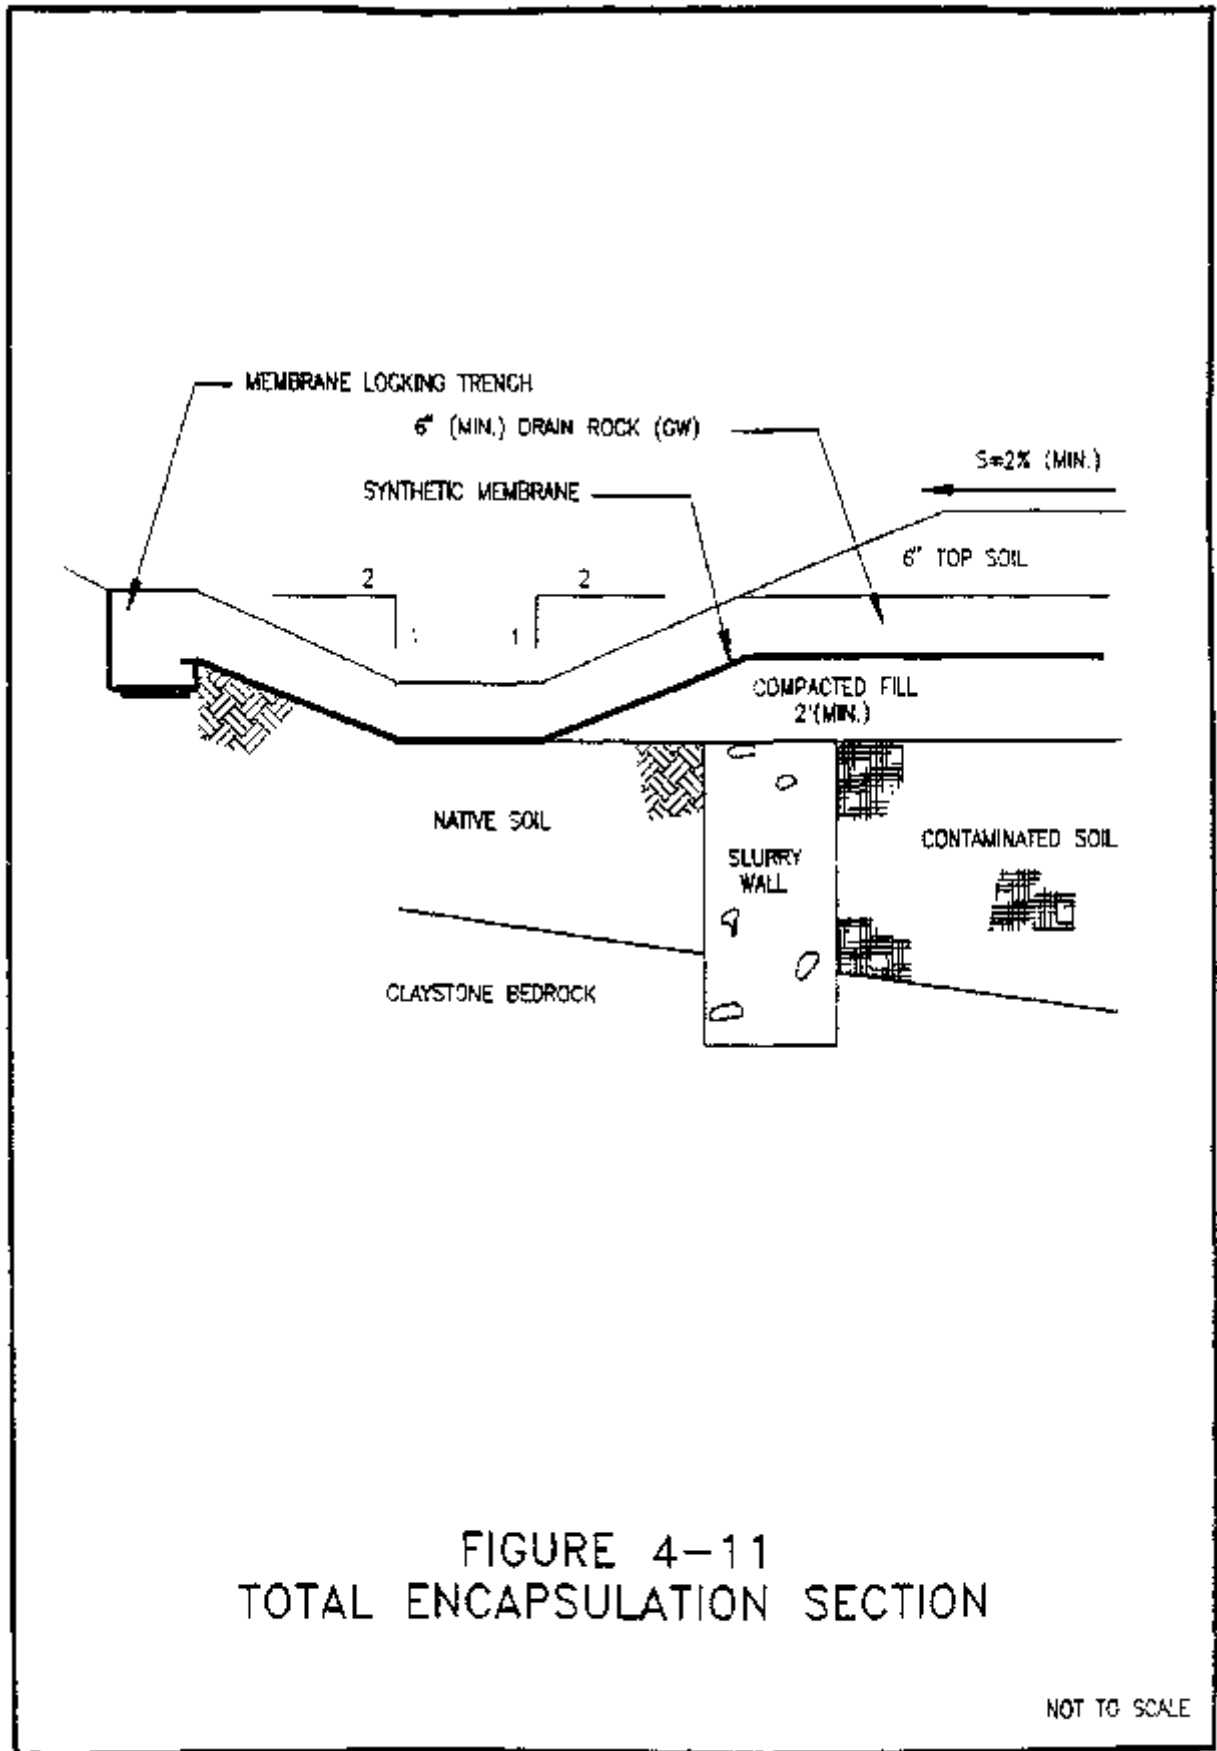 MEMBRANE LOCKING TRENCH
6" (MIN.) DRAIN ROCK (GW)
S=2% (MIN.)
SYNTHETIC MEMBRANE
6" TOP SOIL
2
2
1
COMPACTED FILL
2'(MIN.)
NATIVE SOIL
CONTAMINATED SOIL
SLURRY
WALL
CLAYSTONE BEDROCK
FIGURE 4-11
TOTAL ENCAPSULATION SECTION
NOT TO SCALE